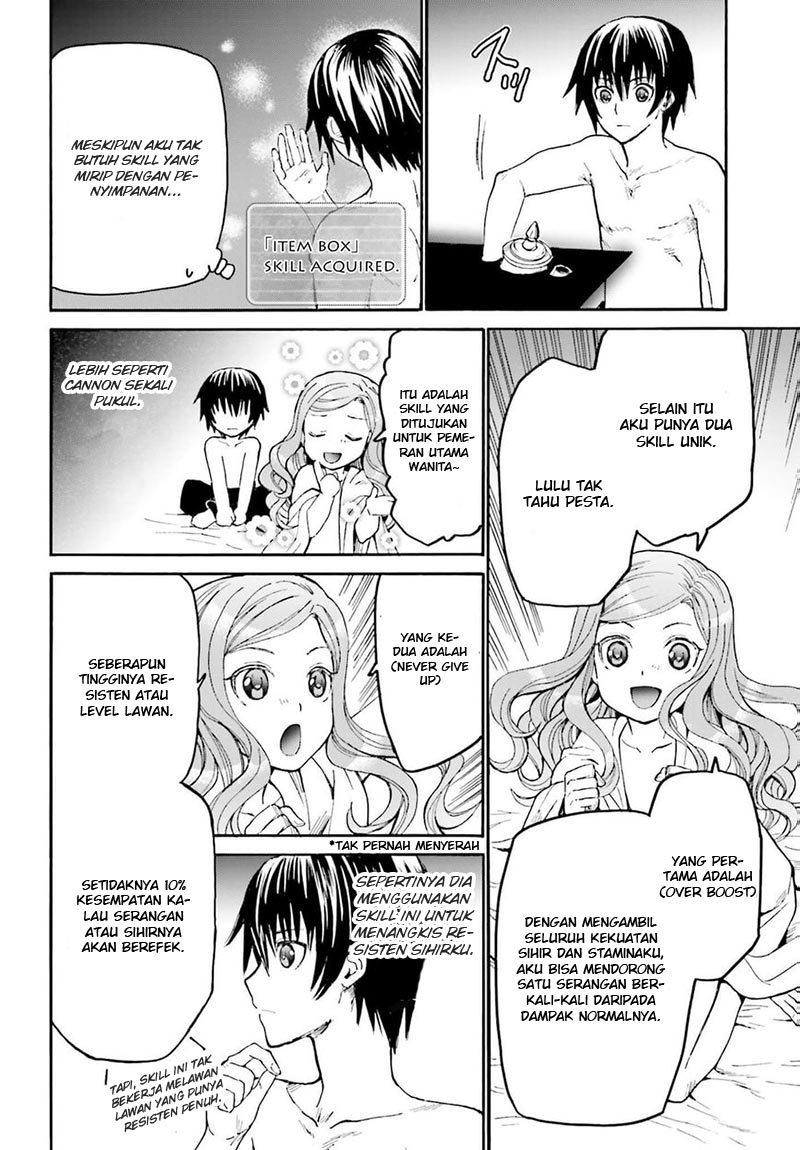 ズッ
MESKIPUN AKU TAK
BUTUH SKILL YANG
MIRIP DENGAN PE-
NYIMPANAN...
「ITEM BOX」
SKILL ACQUIRED.
SELAIN ITU
AKU PUNYA DUA
SKILL UNIK.
LULU TAK
TAHU PESTA.
YANG PER-
TAMA ADALAH
(OVER BOOST)
DENGAN MENGAMBIL
SELURUH KEKUATAN
SIHIR DAN STAMINAKU,
AKU BISA MENDORONG
SATU SERANGAN BER-
KALI-KALI DARIPADA
DAMPAK NORMALNYA.
ITU ADALAH
SKILL YANG
DITUJUKAN
UNTUK PEME-
RAN UTAMA
WANITA~
LEBIH SEPERTI
CANNON SEKALI
PUKUL.
YANG KE-
DUA ADALAH
(NEVER GIVE
UP)
SEBERAPUN
TINGGINYA RE-
SISTEN ATAU
LEVEL LAWAN.
*TAK PERNAH MENYERAH
SETIDAKNYA 10%
KESEMPATAN KA-
LAU SERANGAN
ATAU SIHIRNYA
AKAN BEREFEK.
SEPERTINYA DIA
MENGGUNAKAN
SKILL INI UNTUK
MENANGKIS RE-
SISTEN SIHIRKU.
TAPI, SKILL INI TAK
BEKERJA MELAWAN
LAWAN YANG PUNYA
RESISTEN PENUH.